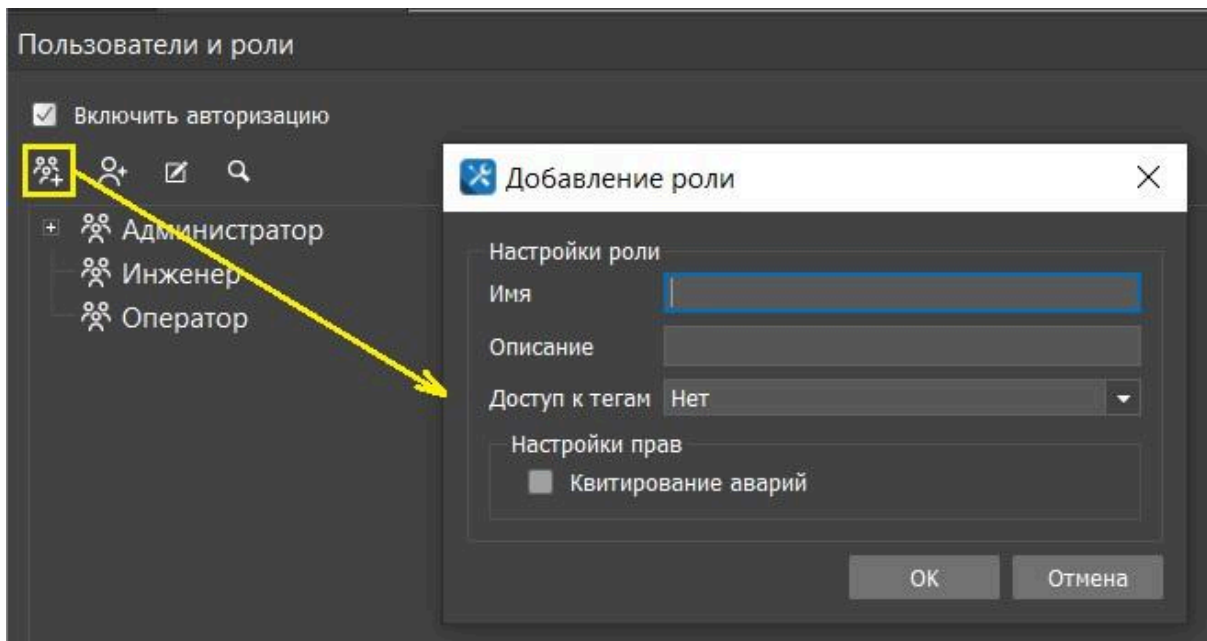 Пользователи и роли
Включить авторизацию
Администратор
Инженер
Оператор
Добавление роли
Настройки роли
Имя
Описание
Доступ к тегам Нет
Настройки прав
Квитирование аварий
ОК Отмена